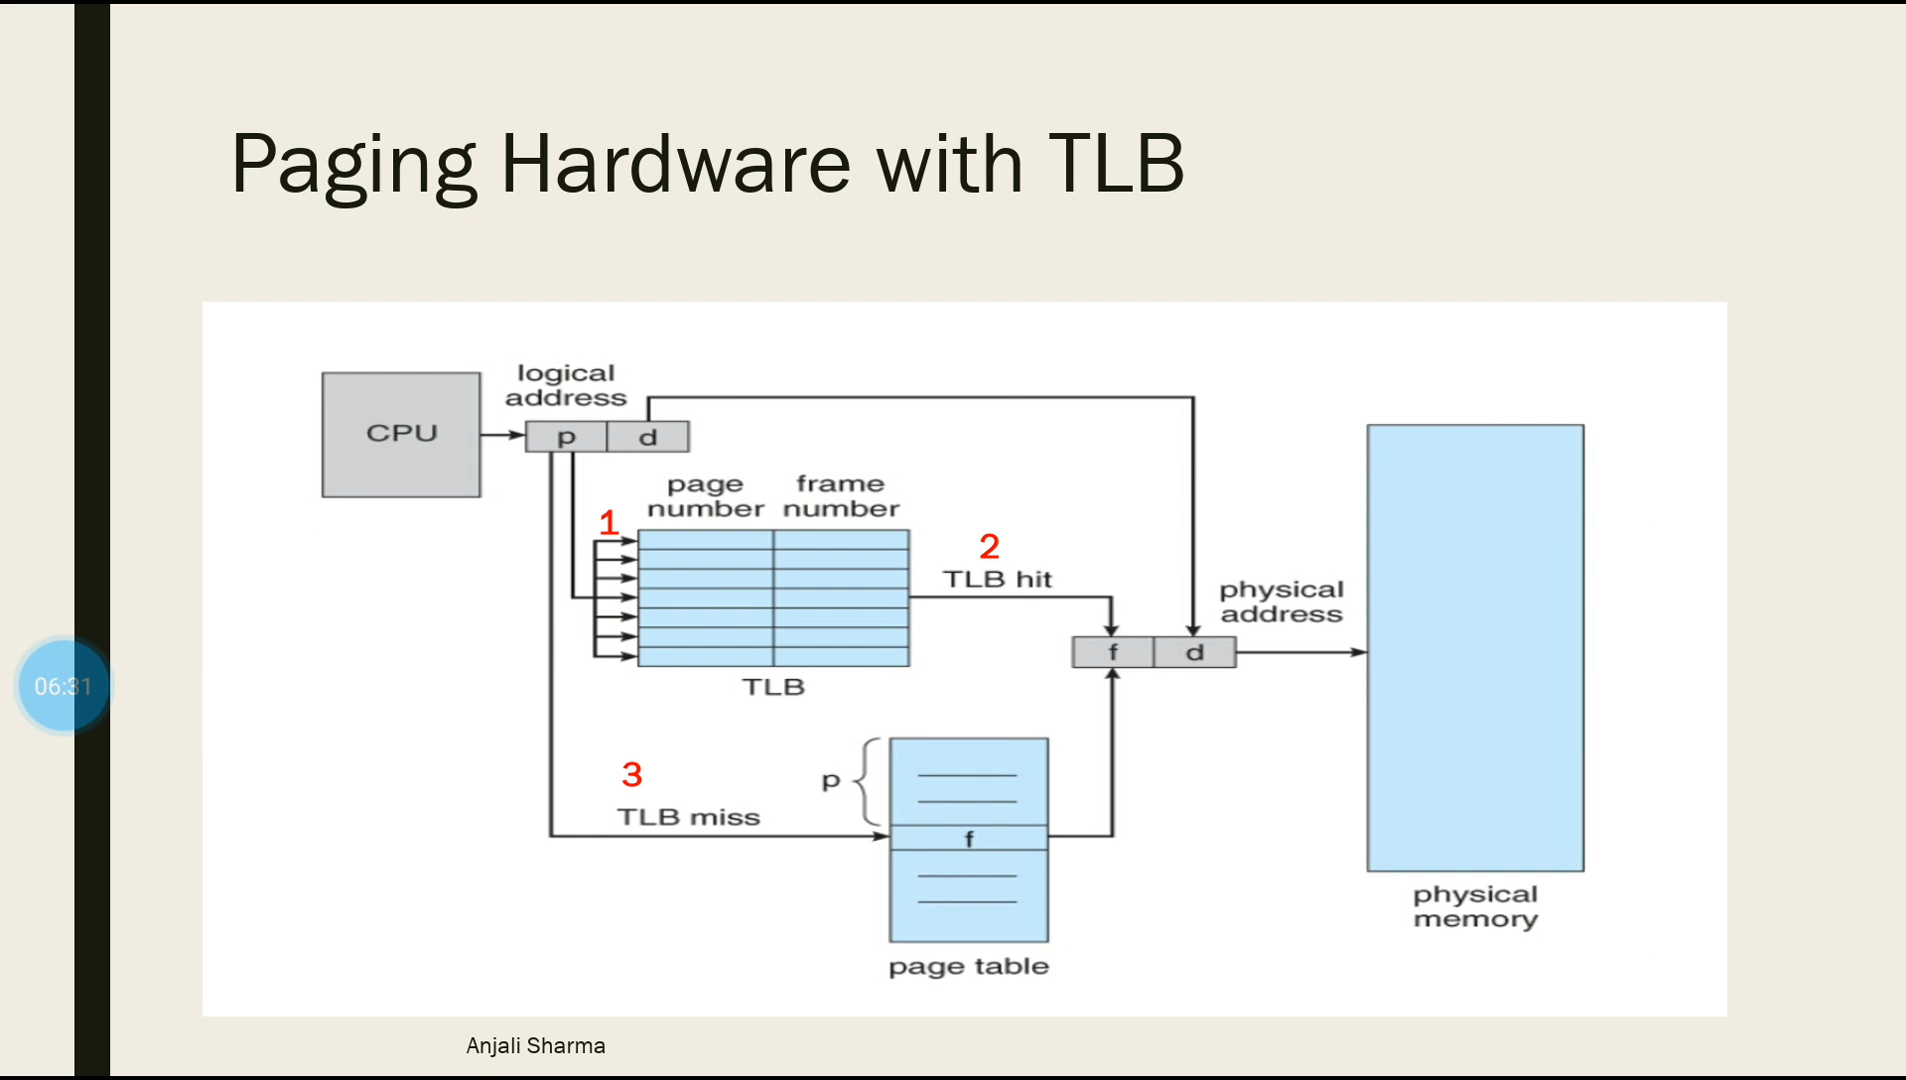 Paging Hardware with TLB
logical
address
CPU
p
d
page
number
frame
number
1
2
TLB hit
physical
address
f
d
TLB
06:31
3
p
TLB miss
f
physical
memory
page table
Anjali Sharma